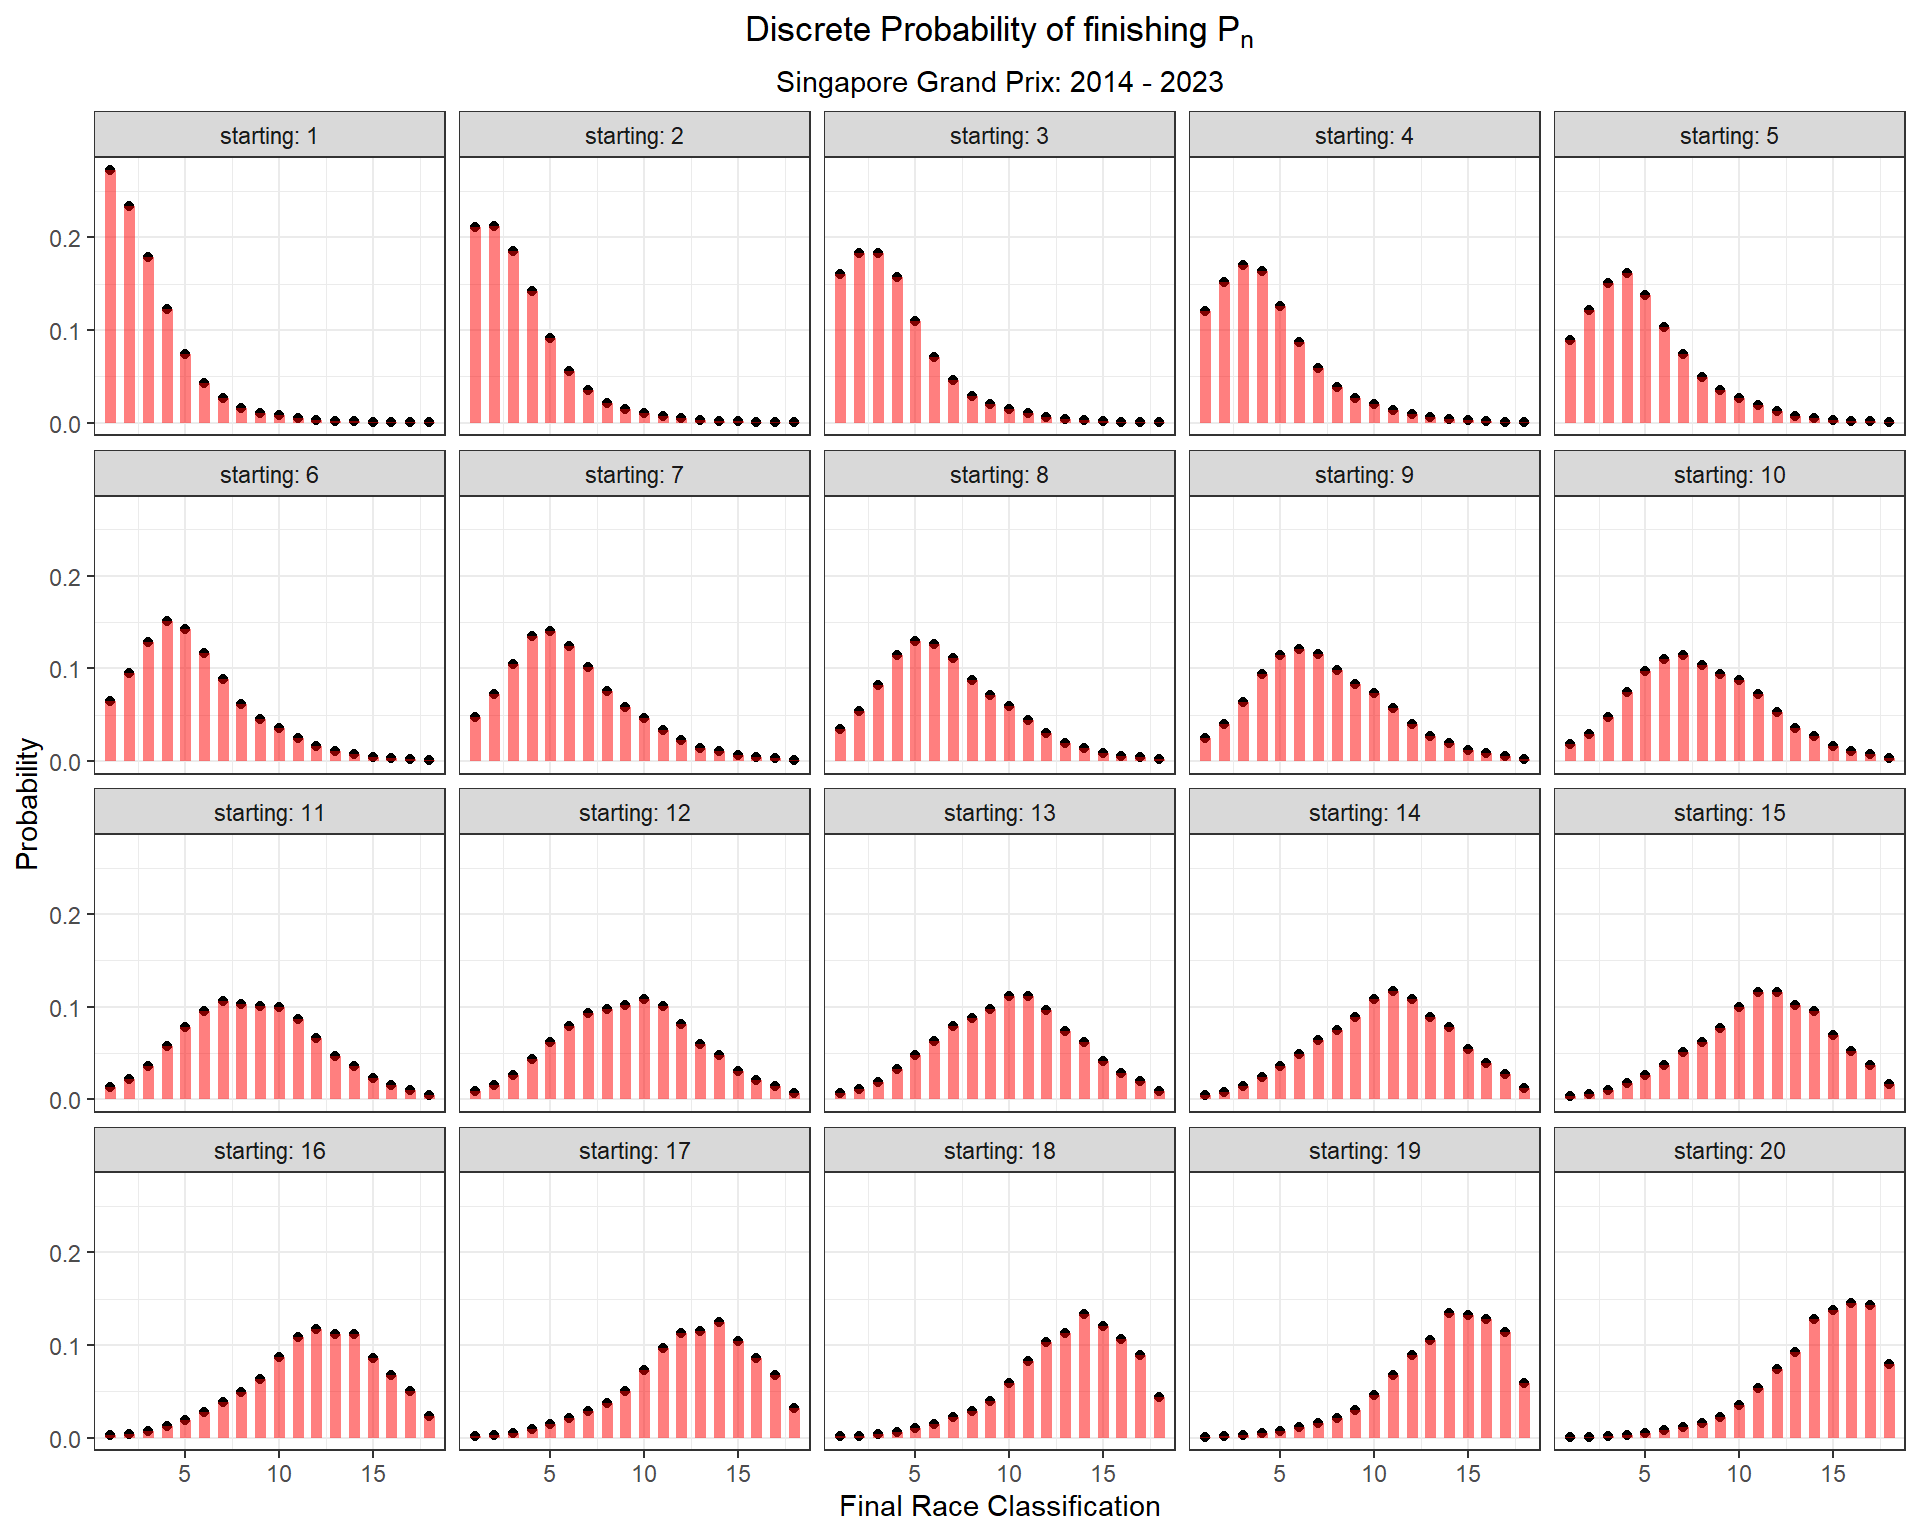 Discrete Probability of finishing Pn
Singapore Grand Prix: 2014 - 2023
starting: 1
starting: 2
starting: 3
starting: 4
starting: 5
0.2
0.1
0.0
starting: 6
starting: 7
starting: 8
starting: 9
starting: 10
0.2
0.1
0.0
Probability
starting: 11
starting: 12
starting: 13
starting: 14
starting: 15
0.2
0.1
0.0
starting: 16
starting: 17
starting: 18
starting: 19
starting: 20
0.2
0.1
0.0
5 10 15
5 10 15
5 10 15
5 10 15
5 10 15
Final Race Classification